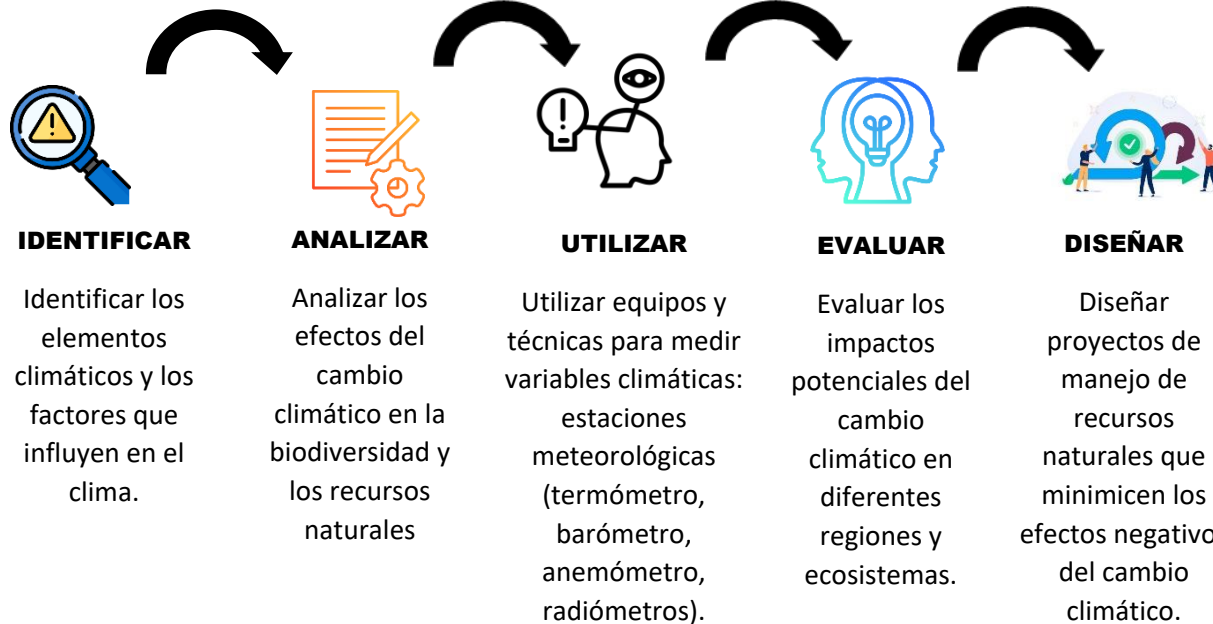 IDENTIFICAR
Identificar los
elementos
climáticos y los
factores que
influyen en el
clima.
ANALIZAR
Analizar los
efectos del
cambio
climático en la
biodiversidad y
los recursos
naturales
UTILIZAR
Utilizar equipos y
técnicas para medir
variables climáticas:
estaciones
meteorológicas
(termómetro,
barómetro,
anemómetro,
radiómetros).
EVALUAR
Evaluar los
impactos
potenciales del
cambio
climático en
diferentes
regiones y
ecosistemas.
DISEÑAR
Diseñar
proyectos de
manejo de
recursos
naturales que
minimicen los
efectos negativo
del cambio
climático.